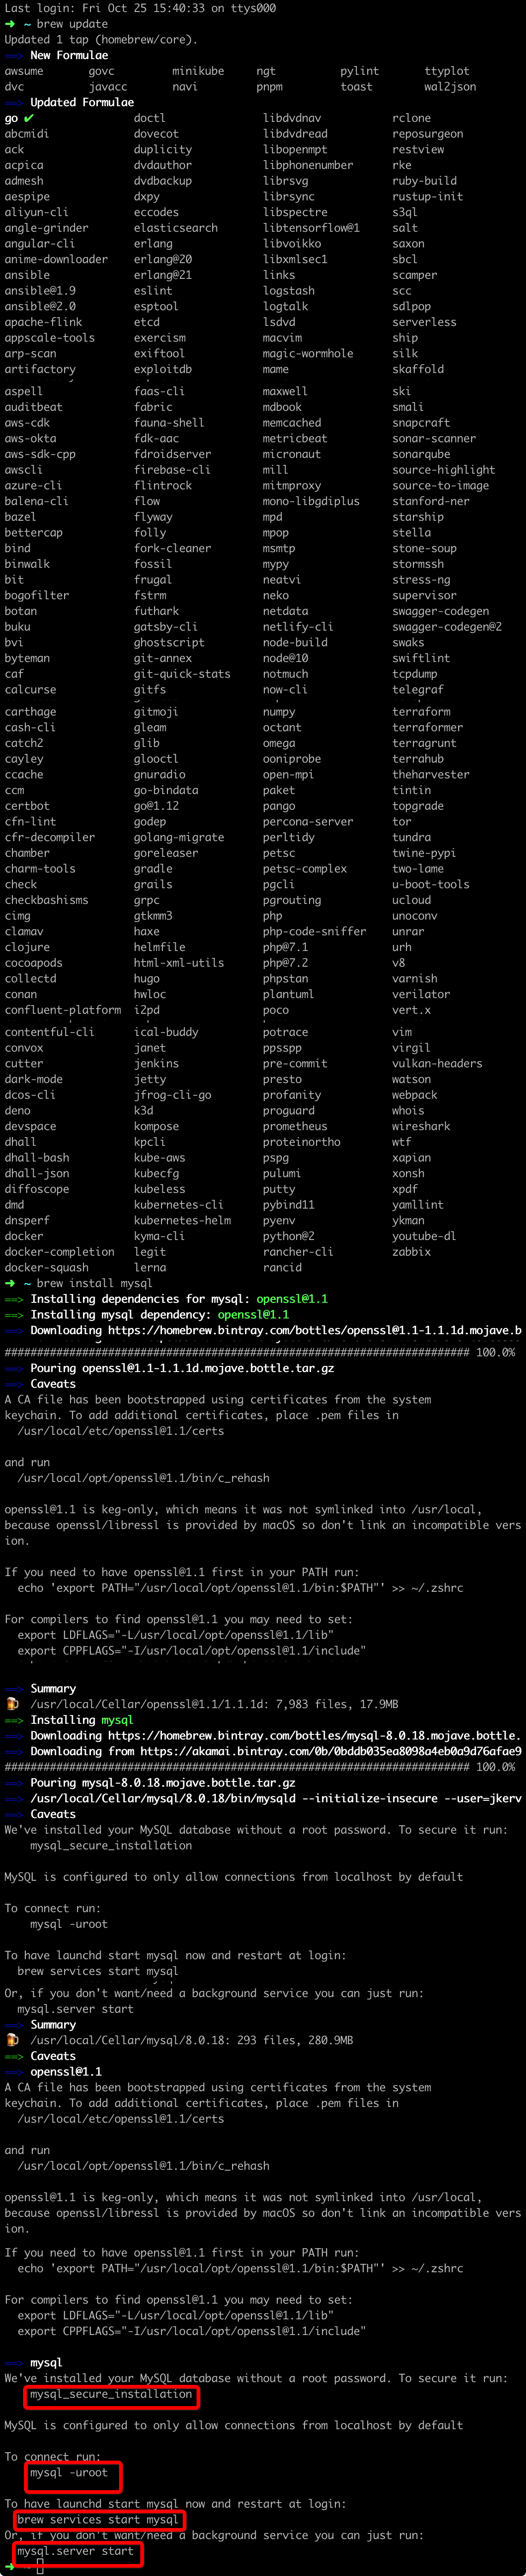 Last login: Fri Oct 25 15:40:33 on ttys000
➜ ~ brew update
Updated 1 tap (homebrew/core).
==> New Formulae
awsume govc minikube ngt pylint ttyplot
dvc javacc navi pnpm toast wal2json
==> Updated Formulae
go ✔ doctl libdvdnav rclone
abcmidi dovecot libdvdread reposurgeon
ack duplicity libopenmpt restview
acpica dvdauthor libphonenumber rke
admesh dvdbackup librsvg ruby-build
aespipe dxpy librsync rustup-init
aliyun-cli eccodes libspectre s3ql
angle-grinder elasticsearch libtensorflow@1 salt
angular-cli erlang libvoikko saxon
anime-downloader erlang@20 libxmlsec1 sbcl
ansible erlang@21 links scamper
ansible@1.9 eslint logstash scc
ansible@2.0 esptool logtalk sdlpop
apache-flink etcd lsdvd serverless
appscale-tools exercism macvim ship
arp-scan exiftool magic-wormhole silk
artifactory exploitdb mame skaffold
aspell faas-cli maxwell ski
auditbeat fabric mdbook smali
aws-cdk fauna-shell memcached snapcraft
aws-okta fdk-aac metricbeat sonar-scanner
aws-sdk-cpp fdroidserver micronaut sonarqube
awscli firebase-cli mill source-highlight
azure-cli flintrock mitmproxy source-to-image
balena-cli flow mono-libgdiplus stanford-ner
bazel flyway mpd starship
bettercap folly mpop stella
bind fork-cleaner msmtp stone-soup
binwalk fossil mypy stormssh
bit frugal neatvi stress-ng
bogofilter fstrm neko supervisor
botan futhark netdata swagger-codegen
buku gatsby-cli netlify-cli swagger-codegen@2
bvi ghostscript node-build swaks
byteman git-annex node@10 swiftlint
caf git-quick-stats notmuch tcpdump
calcurse gitfs now-cli telegraf
carthage gitmoji numpy terraform
cash-cli gleam octant terraformer
catch2 glib omega terragrunt
cayley glooctl ooniprobe terrahub
ccache gnuradio open-mpi theharvester
ccm go-bindata paket tintin
certbot go@1.12 pango topgrade
cfn-lint godep percona-server tor
cfr-decompiler golang-migrate perltidy tundra
chamber goreleaser petsc twine-pypi
charm-tools gradle petsc-complex two-lame
check grails pgcli u-boot-tools
checkbashisms grpc pgrouting ucloud
cimg gtkmm3 php unoconv
clamav haxe php-code-sniffer unrar
clojure helmfile php@7.1 urh
cocoapods html-xml-utils php@7.2 v8
collectd hugo phpstan varnish
conan hwloc plantuml verilator
confluent-platform i2pd poco vert.x
contentful-cli ical-buddy potrace vim
convox janet ppsspp virgil
cutter jenkins pre-commit vulkan-headers
dark-mode jetty presto watson
dcos-cli jfrog-cli-go profanity webpack
deno k3d proguard whois
devspace kompose prometheus wireshark
dhall kpcli proteinortho wtf
dhall-bash kube-aws pspg xapian
dhall-json kubecfg pulumi xonsh
diffoscope kubeless putty xpdf
dmd kubernetes-cli pybind11 yamllint
dnsperf kubernetes-helm pyenv ykman
docker kyma-cli python@2 youtube-dl
docker-completion legit rancher-cli zabbix
docker-squash lerna rancid
➜ ~ brew install mysql
==> Installing dependencies for mysql: openssl@1.1
==> Installing mysql dependency: openssl@1.1
==> Downloading https://homebrew.bintray.com/bottles/openssl@1.1-1.1.1d.mojave.b
######################################################################## 100.0%
==> Pouring openssl@1.1-1.1.1d.mojave.bottle.tar.gz
==> Caveats
A CA file has been bootstrapped using certificates from the system
keychain. To add additional certificates, place .pem files in
/usr/local/etc/openssl@1.1/certs
and run
/usr/local/opt/openssl@1.1/bin/c_rehash
openssl@1.1 is keg-only, which means it was not symlinked into /usr/local,
because openssl/libressl is provided by macOS so don't link an incompatible vers
ion.
If you need to have openssl@1.1 first in your PATH run:
echo 'export PATH="/usr/local/opt/openssl@1.1/bin:$PATH"' >> ~/.zshrc
For compilers to find openssl@1.1 you may need to set:
export LDFLAGS="-L/usr/local/opt/openssl@1.1/lib"
export CPPFLAGS="-I/usr/local/opt/openssl@1.1/include"
==> Summary
🍺 /usr/local/Cellar/openssl@1.1/1.1.1d: 7,983 files, 17.9MB
==> Installing mysql
==> Downloading https://homebrew.bintray.com/bottles/mysql-8.0.18.mojave.bottle.
==> Downloading from https://akamai.bintray.com/0b/0bddb035ea8098a4eb0a9d76afae9
######################################################################## 100.0%
==> Pouring mysql-8.0.18.mojave.bottle.tar.gz
==> /usr/local/Cellar/mysql/8.0.18/bin/mysqld --initialize-insecure --user=jkerv
==> Caveats
We've installed your MySQL database without a root password. To secure it run:
mysql_secure_installation
MySQL is configured to only allow connections from localhost by default
To connect run:
mysql -uroot
To have launchd start mysql now and restart at login:
brew services start mysql
Or, if you don't want/need a background service you can just run:
mysql.server start
==> Summary
🍺 /usr/local/Cellar/mysql/8.0.18: 293 files, 280.9MB
==> Caveats
==> openssl@1.1
A CA file has been bootstrapped using certificates from the system
keychain. To add additional certificates, place .pem files in
/usr/local/etc/openssl@1.1/certs
and run
/usr/local/opt/openssl@1.1/bin/c_rehash
openssl@1.1 is keg-only, which means it was not symlinked into /usr/local,
because openssl/libressl is provided by macOS so don't link an incompatible vers
ion.
If you need to have openssl@1.1 first in your PATH run:
echo 'export PATH="/usr/local/opt/openssl@1.1/bin:$PATH"' >> ~/.zshrc
For compilers to find openssl@1.1 you may need to set:
export LDFLAGS="-L/usr/local/opt/openssl@1.1/lib"
export CPPFLAGS="-I/usr/local/opt/openssl@1.1/include"
==> mysql
We've installed your MySQL database without a root password. To secure it run:
mysql_secure_installation
MySQL is configured to only allow connections from localhost by default
To connect run:
mysql -uroot
To have launchd start mysql now and restart at login:
brew services start mysql
Or, if you don't want/need a background service you can just run:
mysql.server start
➜ ~